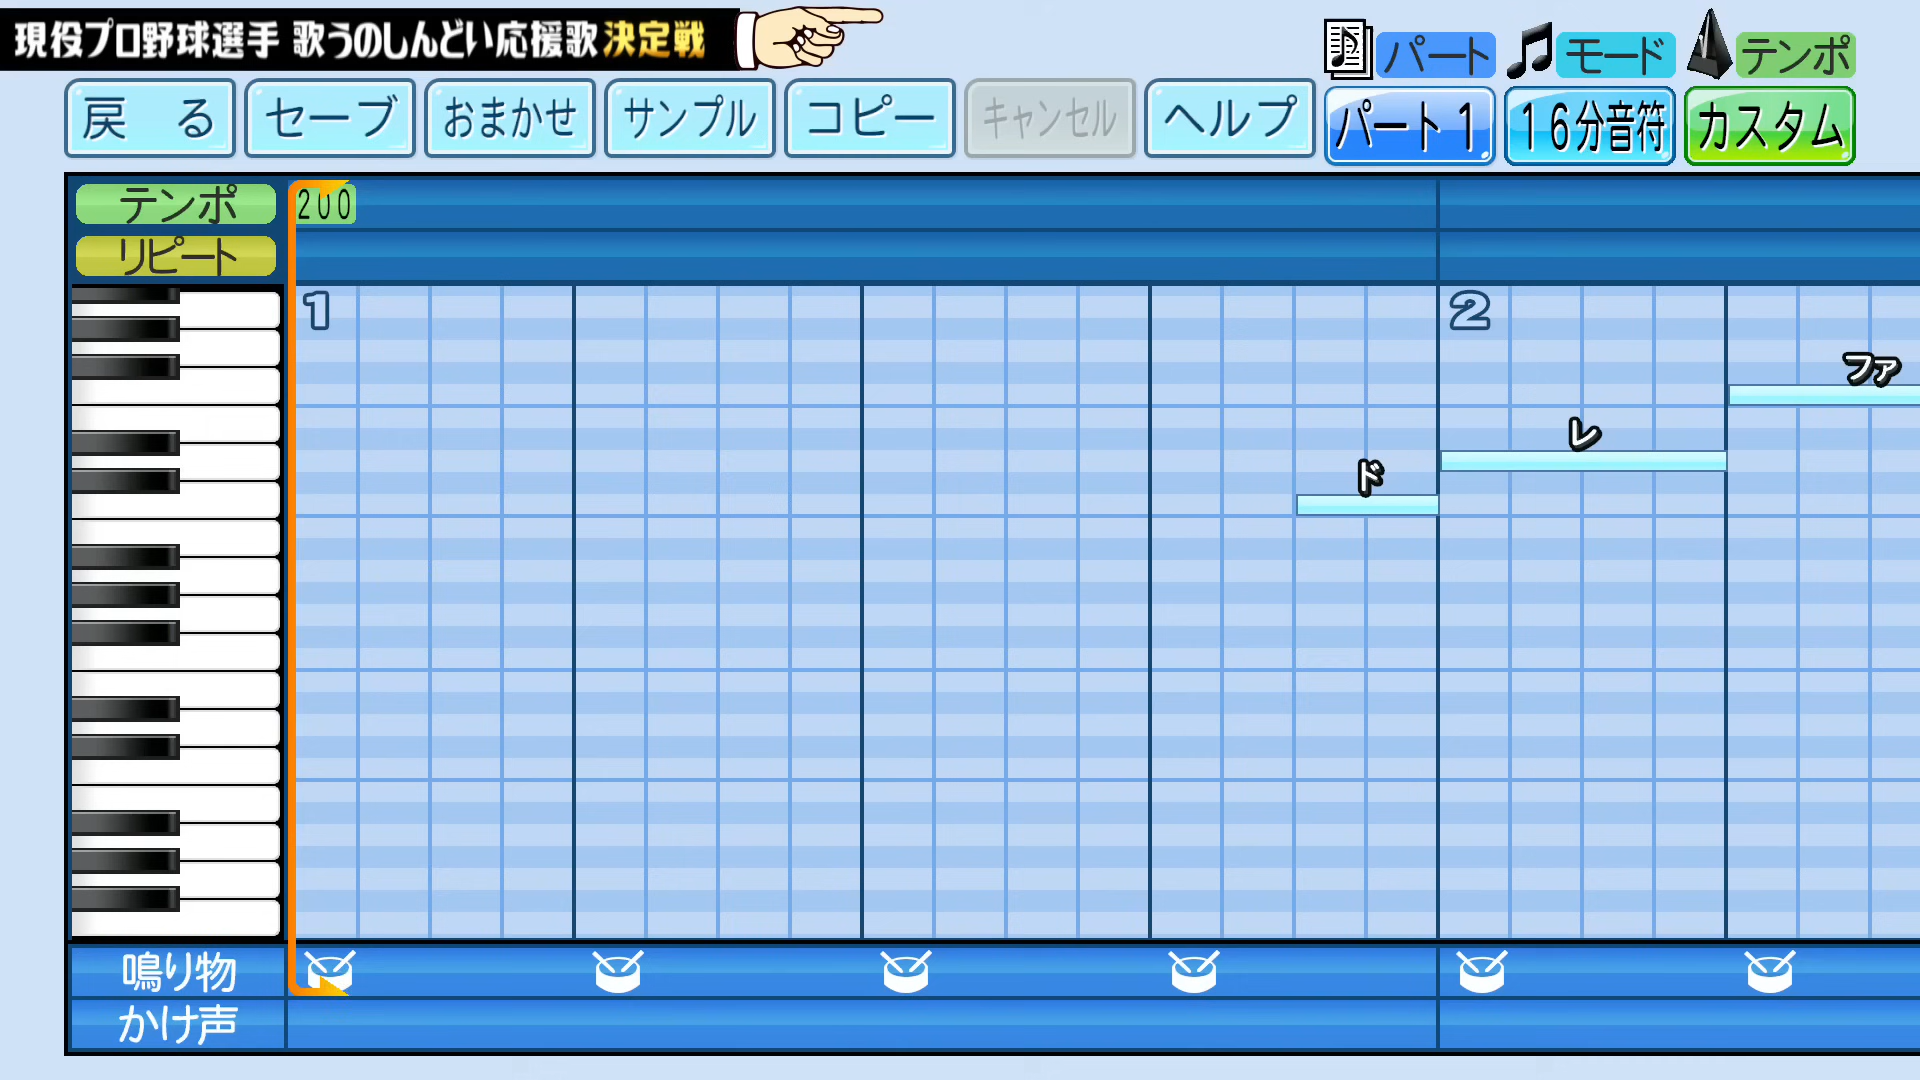 現役プロ野球選手 歌うのしんどい応援歌決定戦
パート モード テンポ
戻る セーブ おまかせ サンプル コピー キャンセル ヘルプ パート1 16分音符 カスタム
テンポ 200
リピート
1 2
ファ
レ
ド
鳴り物
かけ声